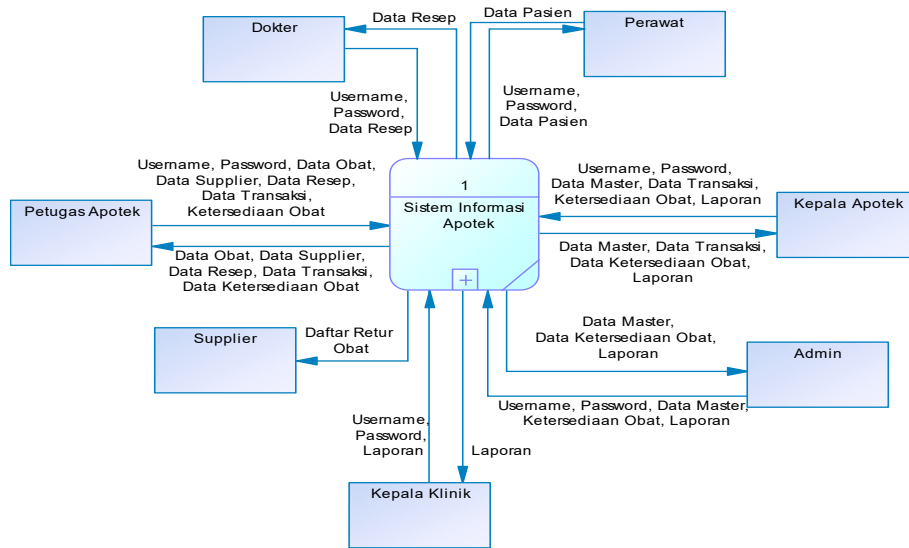 Data Resep
Data Pasien
Dokter
Perawat
Username,
Password,
Data Resep
Username,
Password,
Data Pasien
Username, Password, Data Obat,
Data Supplier, Data Resep,
Data Transaksi,
Ketersediaan Obat
Username, Password,
Data Master, Data Transaksi,
Ketersediaan Obat, Laporan
1
Sistem Informasi
Apotek
Petugas Apotek
Kepala Apotek
Data Obat, Data Supplier,
Data Resep, Data Transaksi,
Data Ketersediaan Obat
Data Master, Data Transaksi,
Data Ketersediaan Obat,
Laporan
Supplier
Daftar Retur
Obat
Data Master,
Data Ketersediaan Obat,
Laporan
Admin
Username, Password, Data Master,
Ketersediaan Obat, Laporan
Username,
Password,
Laporan
Laporan
Kepala Klinik